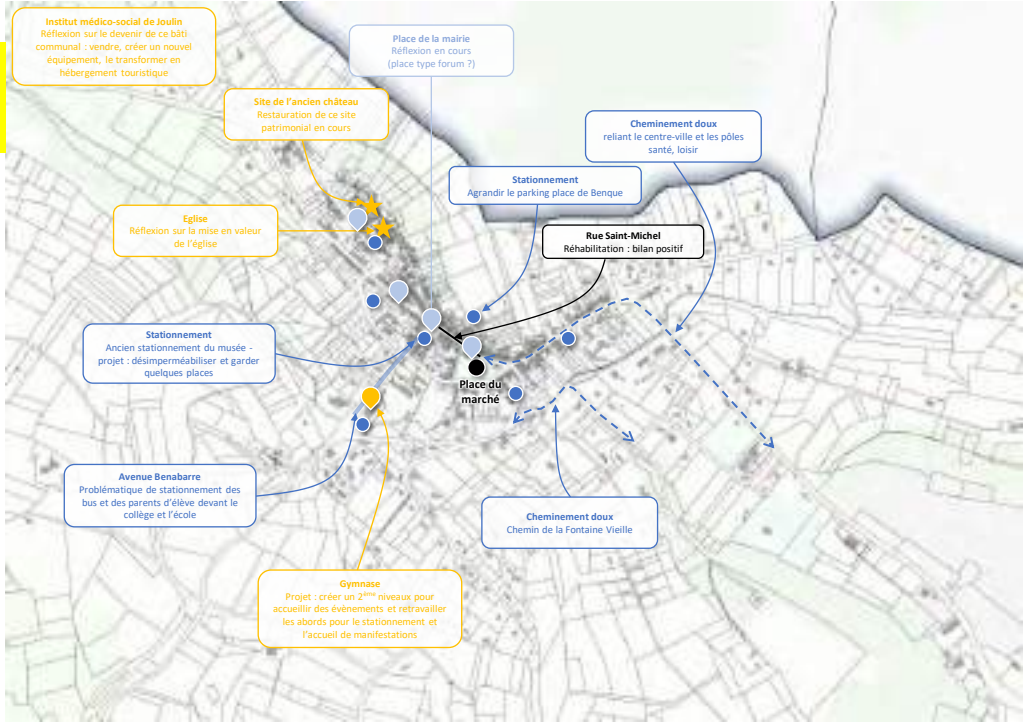 Institut médico-social de Joulin
Réflexion sur le devenir de ce bâti
communal : vendre, créer un nouvel
équipement, le transformer en
hébergement touristique
Place de la mairie
Réflexion en cours
(place type forum ?)
Site de l'ancien château
Restauration de ce site
patrimonial en cours
Cheminement doux
reliant le centre-ville et les pôles
santé, loisir
Stationnement
Agrandir le parking place de Benque
Eglise
Réflexion sur la mise en valeur
de l'église
Rue Saint-Michel
Réhabilitation : bilan positif
Stationnement
Ancien stationnement du musée -
projet : désimperméabiliser et garder
quelques places
Place du
marché
Avenue Benabarre
Problématique de stationnement des
bus et des parents d'élève devant le
collège et l'école
Cheminement doux
Chemin de la Fontaine Vieille
Gymnase
Projet : créer un 2ème niveaux pour
accueillir des évènements et retravailler
les abords pour le stationnement et
l'accueil de manifestations